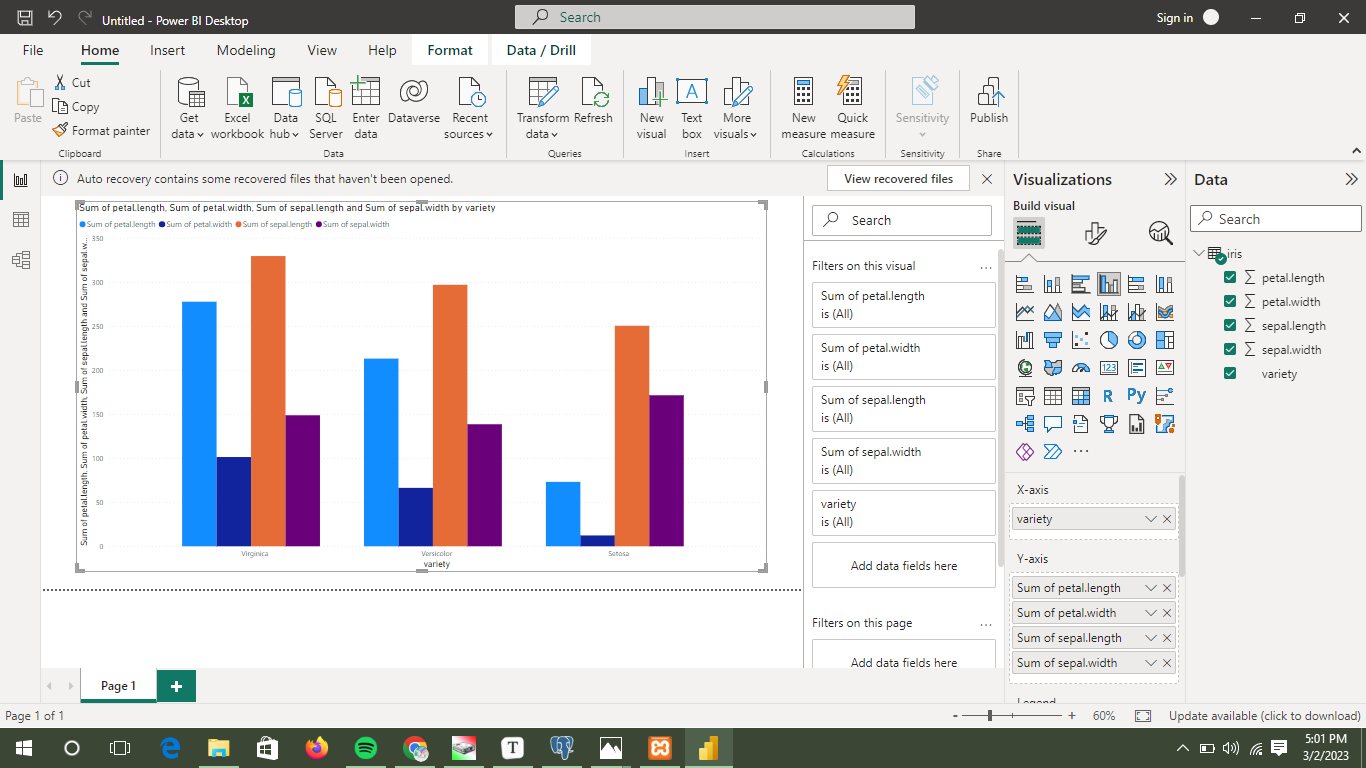 Untitled - Power BI Desktop
Search
Sign in
File
Home
Insert
Modeling
View
Help
Format
Data / Drill
Paste
Cut
Copy
Format painter
Clipboard
Get data
Excel workbook
Data hub
SQL Server
Enter data
Dataverse
Recent sources
Data
Transform data
Refresh
Queries
New visual
Text box
More visuals
Insert
New measure
Quick measure
Calculations
Sensitivity
Sensitivity
Publish
Share
Auto recovery contains some recovered files that haven't been opened.
View recovered files
Sum of petal.length, Sum of petal.width, Sum of sepal.length and Sum of sepal.width by variety
Sum of petal.length
Sum of petal.width
Sum of sepal.length
Sum of sepal.width
Sum of petal.length, Sum of petal.width, Sum of sepal.length and Sum of sepal.w...
350
300
250
200
150
100
50
0
Virginica
Versicolor
Setosa
variety
Search
Filters on this visual
...
Sum of petal.length
is (All)
Sum of petal.width
is (All)
Sum of sepal.length
is (All)
Sum of sepal.width
is (All)
variety
is (All)
Add data fields here
Filters on this page
...
Add data fields here
Visualizations
Build visual
123
R
Py
...
X-axis
variety
Y-axis
Sum of petal.length
Sum of petal.width
Sum of sepal.length
Sum of sepal.width
Legend
Data
Search
iris
petal.length
petal.width
sepal.length
sepal.width
variety
Page 1
Page 1 of 1
60%
Update available (click to download)
5:01 PM
3/2/2023